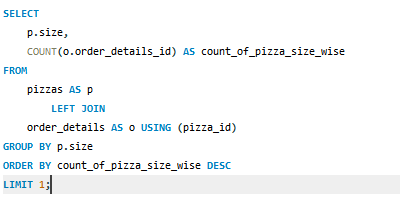 SELECT
p.size,
COUNT(o.order_details_id) AS count_of_pizza_size_wise
FROM
pizzas AS p
LEFT JOIN
order_details AS o USING (pizza_id)
GROUP BY p.size
ORDER BY count_of_pizza_size_wise DESC
LIMIT 1;